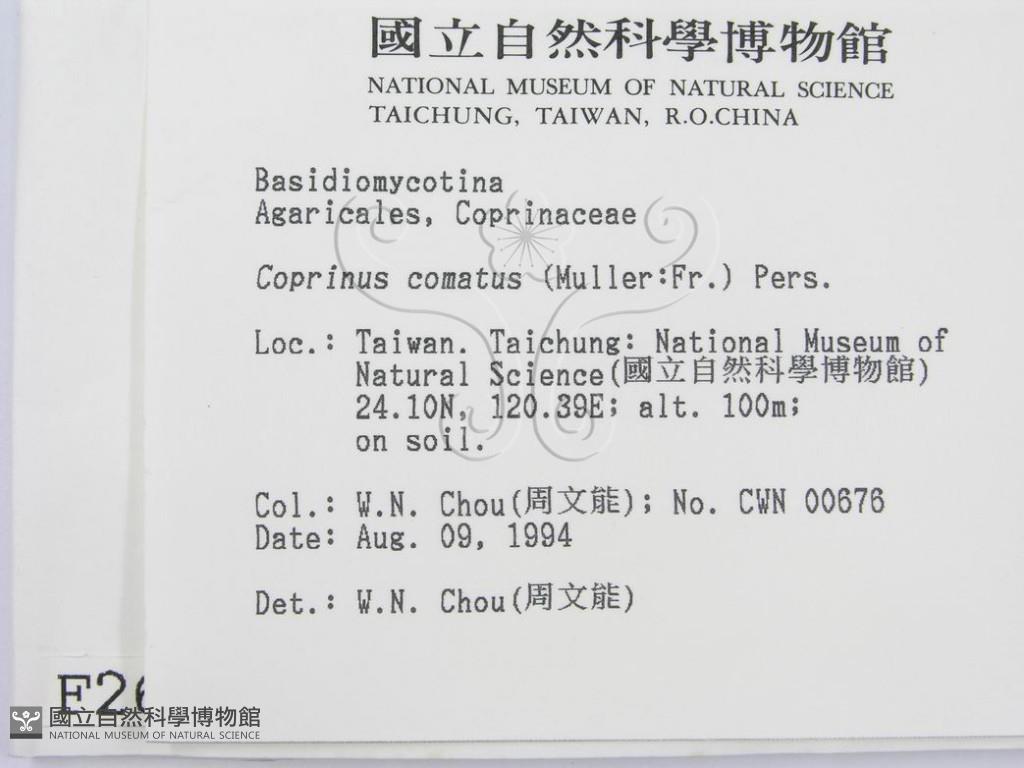 國立自然科學博物館
NATIONAL MUSEUM OF NATURAL SCIENCE
TAICHUNG, TAIWAN, R.O.CHINA
Basidiomycotina
Agaricales, Coprinaceae
Coprinus comatus (Muller:Fr.) Pers.
Loc.: Taiwan. Taichung: National Museum of
Natural Science(國立自然科學博物館)
24.10N, 120.39E; alt. 100m;
on soil.
Col.: W.N. Chou(周文能); No. CWN 00676
Date: Aug. 09, 1994
Det.: W.N. Chou(周文能)
國立自然科學博物館
NATIONAL MUSEUM OF NATURAL SCIENCE